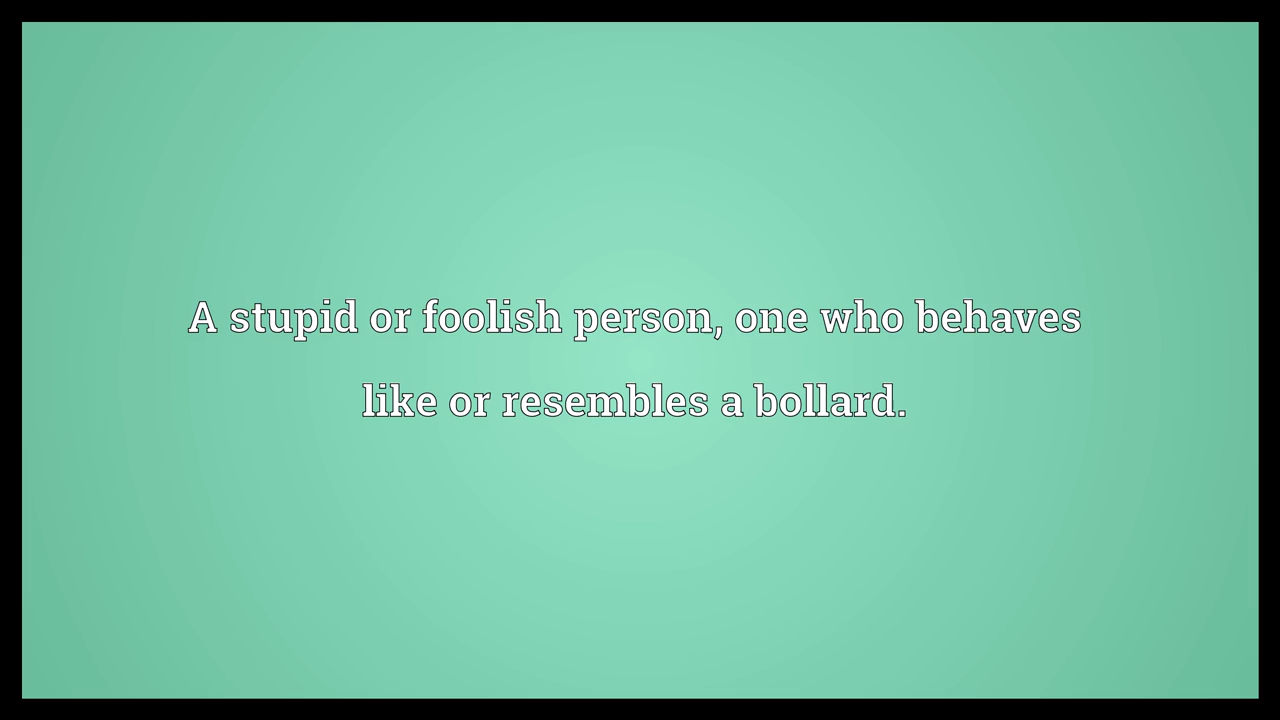 A stupid or foolish person, one who behaves
like or resembles a bollard.